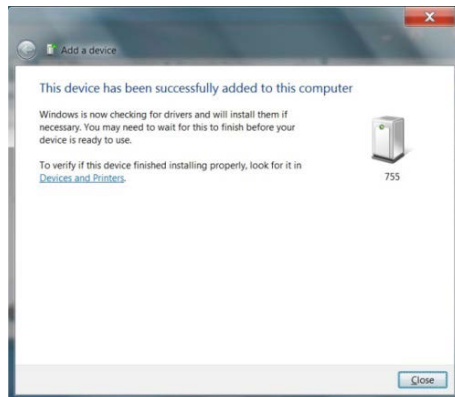 Add a device
This device has been successfully added to this computer
Windows is now checking for drivers and will install them if
necessary. You may need to wait for this to finish before your
device is ready to use.
To verify if this device finished installing properly, look for it in
Devices and Printers.
755
Close